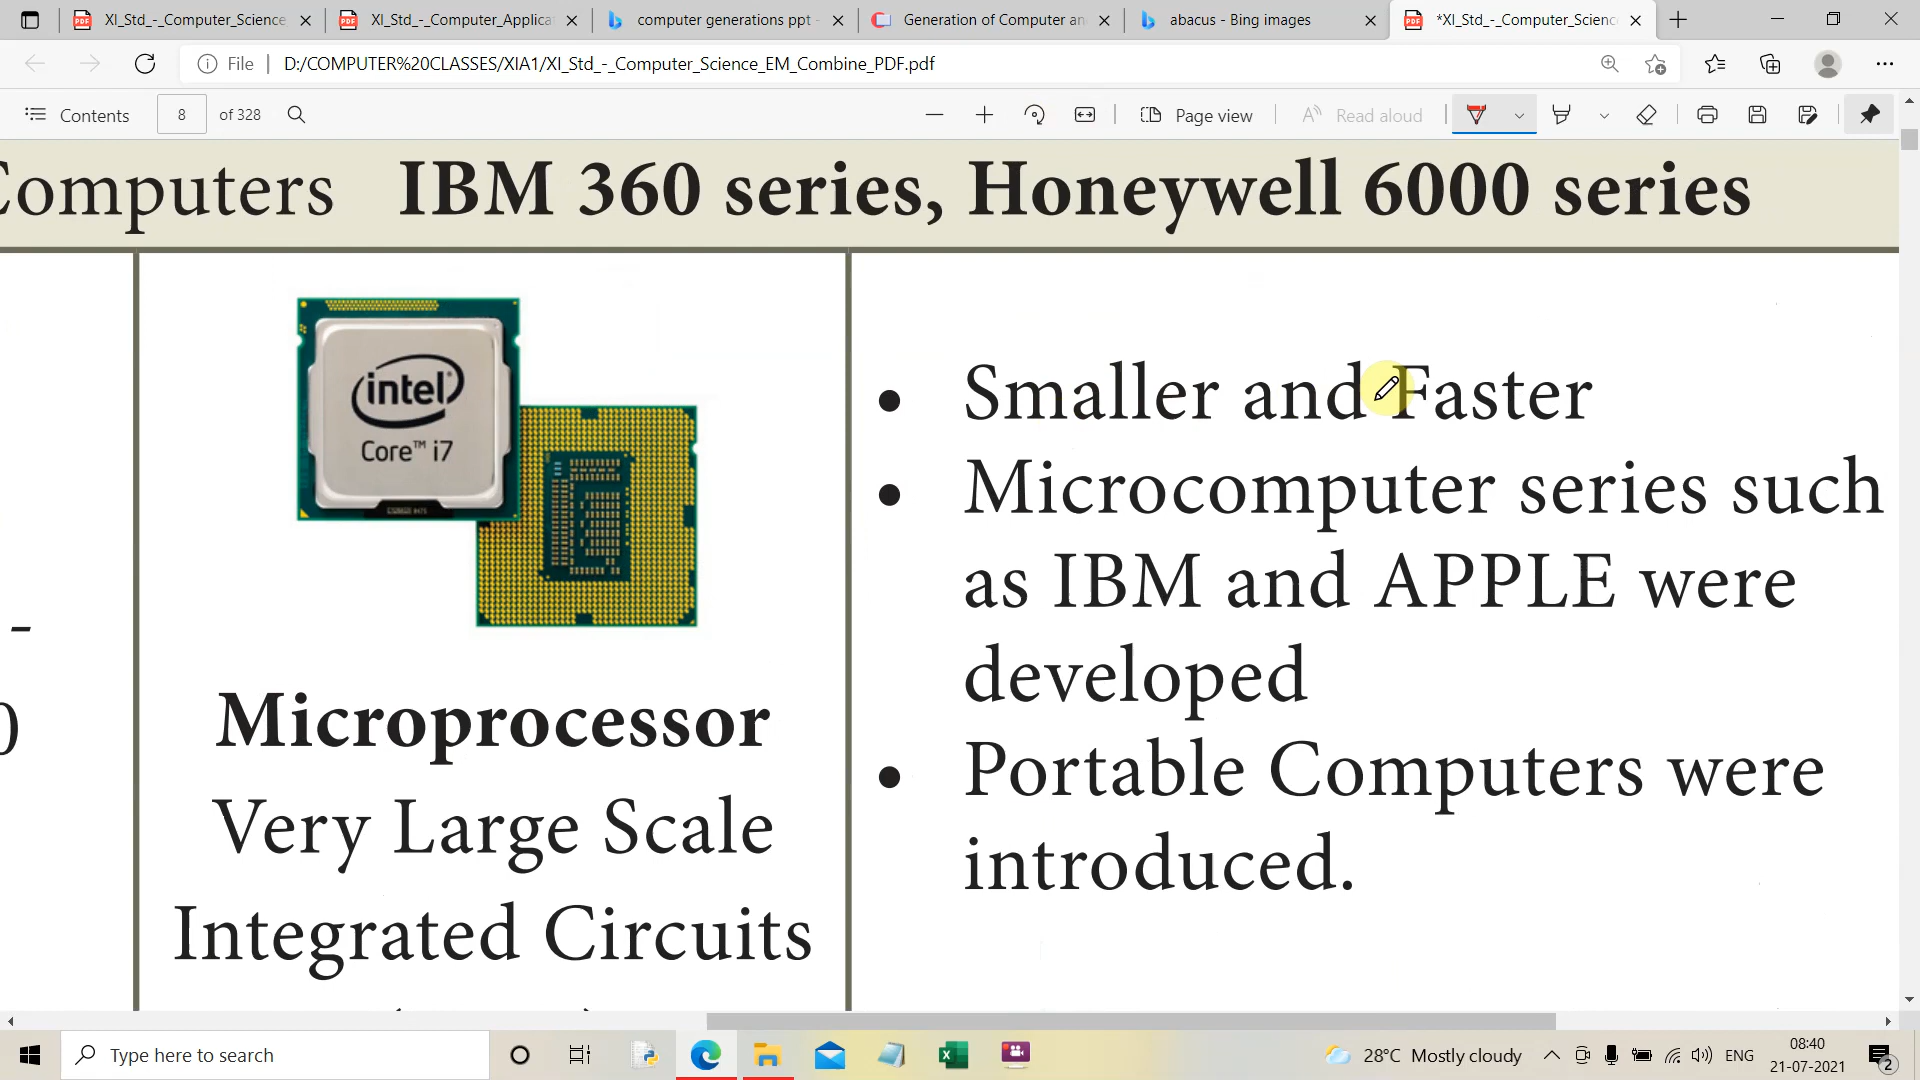 XI_Std_-_Computer_Science
XI_Std_-_Computer_Applica
computer generations ppt -
Generation of Computer an
abacus - Bing images
*XI_Std_-_Computer_Scienc
File
D:/COMPUTER%20CLASSES/XIA1/XI_Std_-_Computer_Science_EM_Combine_PDF.pdf
Contents
8
of 328
Page view
Read aloud
Computers IBM 360 series, Honeywell 6000 series
intel
Core™ i7
Microprocessor
Very Large Scale
Integrated Circuits
-
0
• Smaller and Faster
• Microcomputer series such
as IBM and APPLE were
developed
• Portable Computers were
introduced.
Type here to search
28°C Mostly cloudy
ENG
08:40
21-07-2021
2